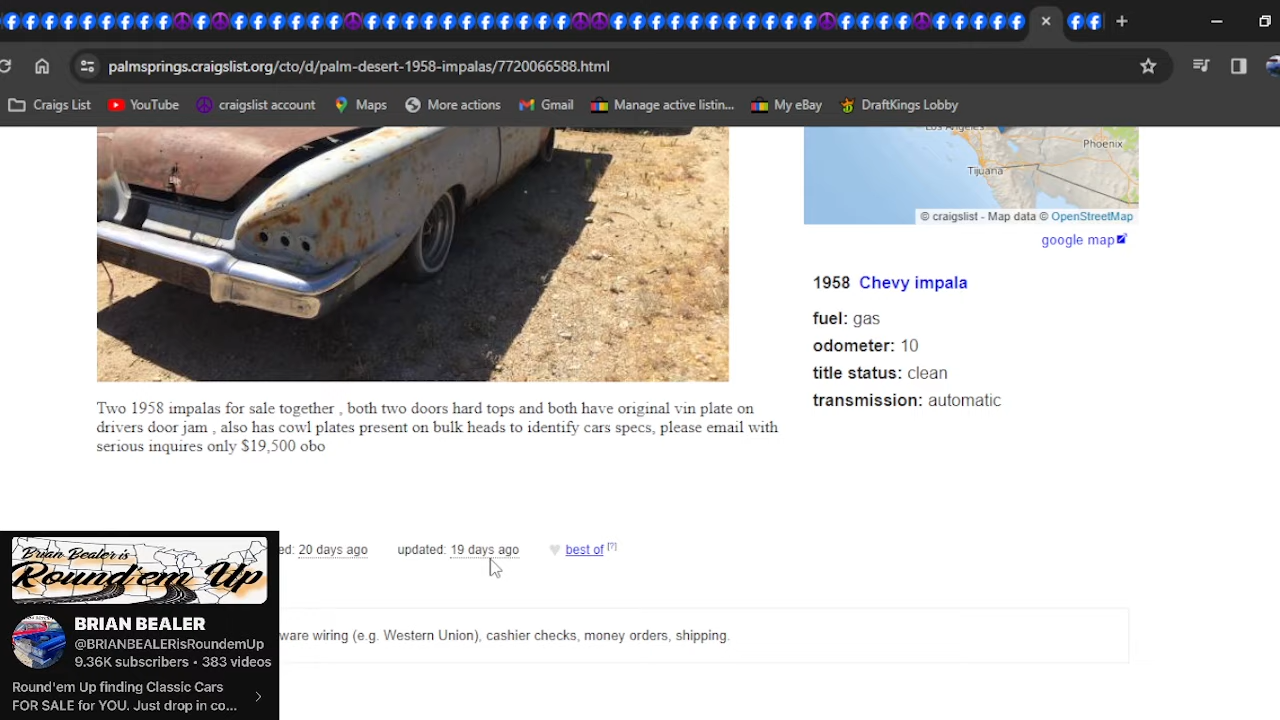 palmsprings.craigslist.org/cto/d/palm-desert-1958-impalas/7720066588.html
Craigs List YouTube craigslist account Maps More actions Gmail Manage active listin... My eBay DraftKings Lobby
Los Angeles
Phoenix
Tijuana
© craigslist - Map data © OpenStreetMap
google map
1958 Chevy impala
fuel: gas
odometer: 10
title status: clean
transmission: automatic
Two 1958 impalas for sale together , both two doors hard tops and both have original vin plate on
drivers door jam , also has cowl plates present on bulk heads to identify cars specs, please email with
serious inquires only $19,500 obo
ed: 20 days ago updated: 19 days ago ♥ best of [?]
ware wiring (e.g. Western Union), cashier checks, money orders, shipping.
Brian Bealer is
Round'em Up
BRIAN BEALER
@BRIANBEALERisRoundemUp
9.36K subscribers • 383 videos
Round'em Up finding Classic Cars
FOR SALE for YOU. Just drop in co...